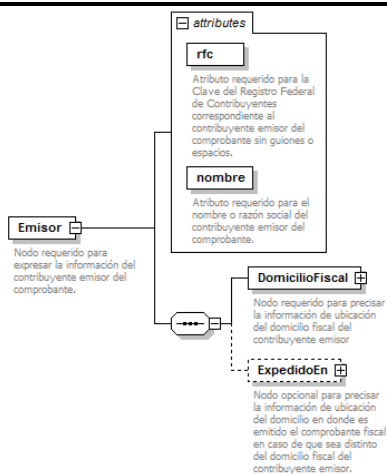 attributes
rfc
Atributo requerido para la
Clave del Registro Federal
de Contribuyentes
correspondiente al
contribuyente emisor del
comprobante sin guiones o
espacios.
nombre
Atributo requerido para el
nombre o razón social del
contribuyente emisor del
comprobante.
Emisor
Nodo requerido para
expresar la información del
contribuyente emisor del
comprobante.
DomicilioFiscal
Nodo requerido para precisar
la información de ubicación
del domicilio fiscal del
contribuyente emisor
ExpedidoEn
Nodo opcional para precisar
la información de ubicación
del domicilio en donde es
emitido el comprobante fiscal
en caso de que sea distinto
del domicilio fiscal del
contribuyente emisor.